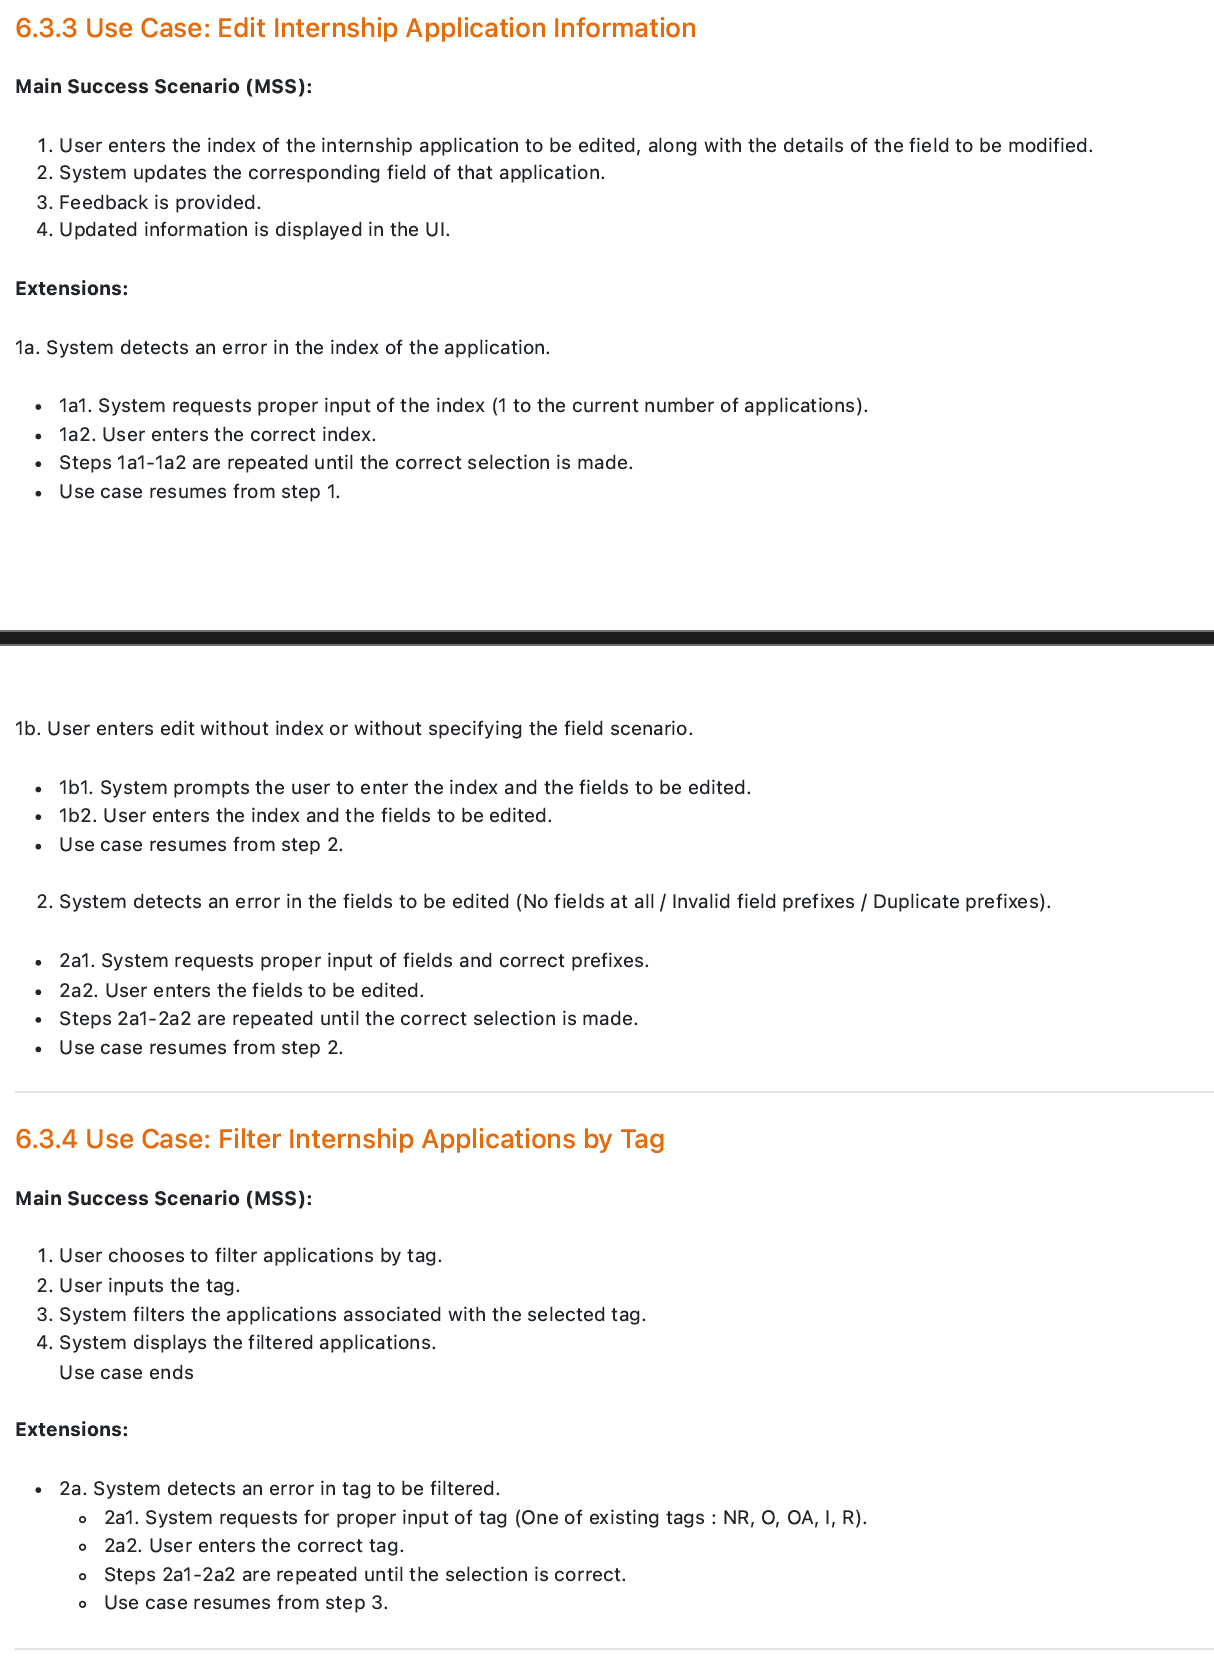 6.3.3 Use Case: Edit Internship Application Information
Main Success Scenario (MSS):
1. User enters the index of the internship application to be edited, along with the details of the field to be modified.
2. System updates the corresponding field of that application.
3. Feedback is provided.
4. Updated information is displayed in the UI.
Extensions:
1a. System detects an error in the index of the application.
• 1a1. System requests proper input of the index (1 to the current number of applications).
• 1a2. User enters the correct index.
• Steps 1a1-1a2 are repeated until the correct selection is made.
• Use case resumes from step 1.
1b. User enters edit without index or without specifying the field scenario.
• 1b1. System prompts the user to enter the index and the fields to be edited.
• 1b2. User enters the index and the fields to be edited.
• Use case resumes from step 2.
2. System detects an error in the fields to be edited (No fields at all / Invalid field prefixes / Duplicate prefixes).
• 2a1. System requests proper input of fields and correct prefixes.
• 2a2. User enters the fields to be edited.
• Steps 2a1-2a2 are repeated until the correct selection is made.
• Use case resumes from step 2.
6.3.4 Use Case: Filter Internship Applications by Tag
Main Success Scenario (MSS):
1. User chooses to filter applications by tag.
2. User inputs the tag.
3. System filters the applications associated with the selected tag.
4. System displays the filtered applications.
Use case ends
Extensions:
• 2a. System detects an error in tag to be filtered.
◦ 2a1. System requests for proper input of tag (One of existing tags : NR, O, OA, I, R).
◦ 2a2. User enters the correct tag.
◦ Steps 2a1-2a2 are repeated until the selection is correct.
◦ Use case resumes from step 3.